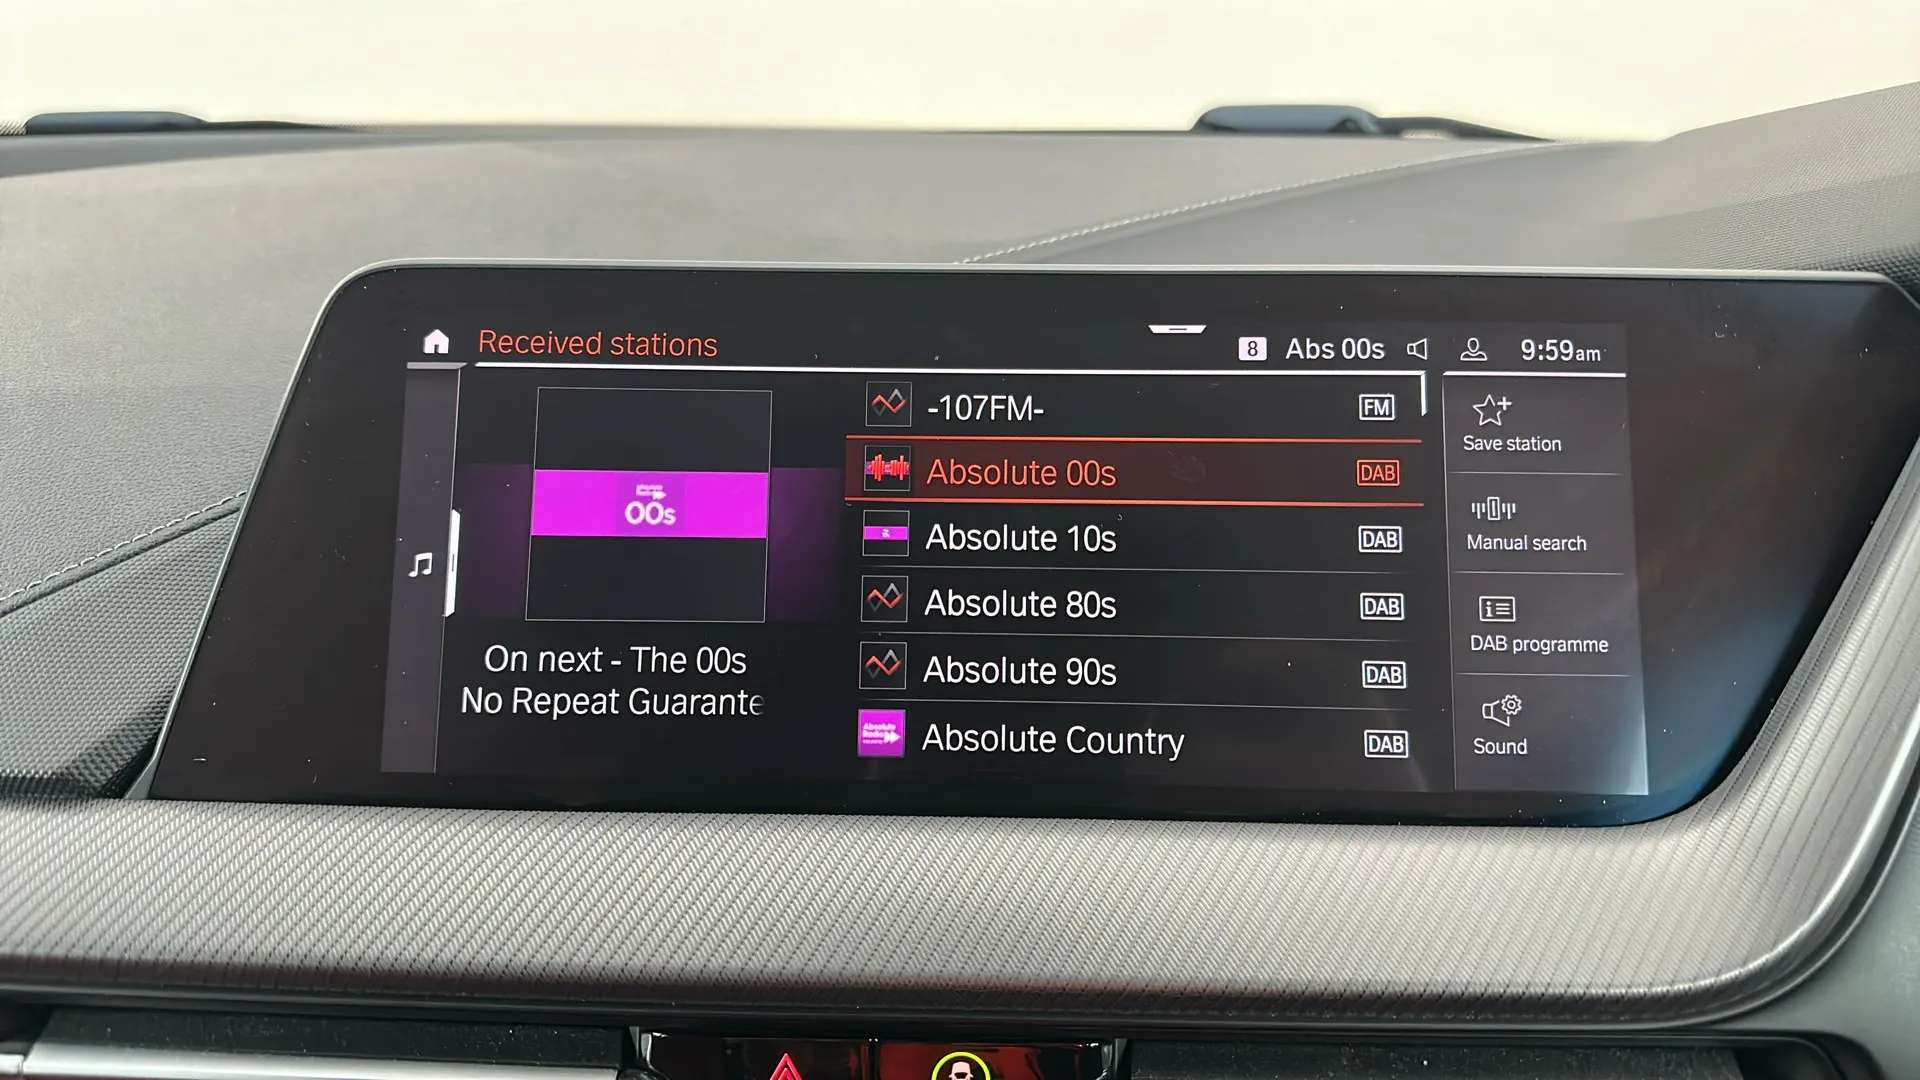 Received stations
8 Abs 00s
9:59am
-107FM- FM
Absolute 00s DAB
Absolute 10s DAB
Absolute 80s DAB
Absolute 90s DAB
Absolute Country DAB
00s
On next - The 00s
No Repeat Guarante
Absolute
Radio
Save station
Manual search
DAB programme
Sound